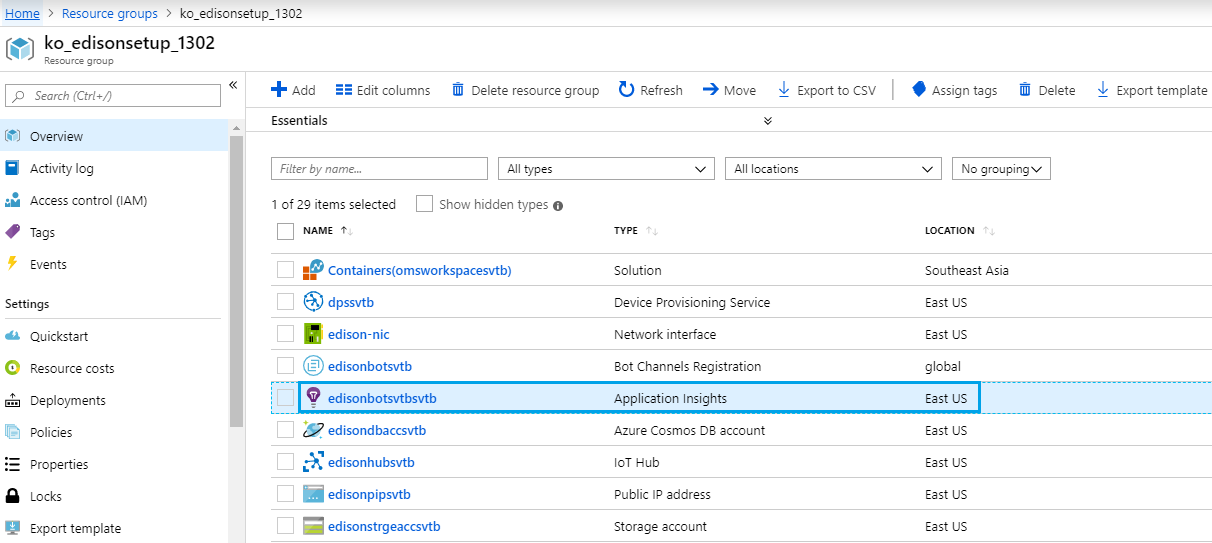 Home > Resource groups > ko_edisonsetup_1302
ko_edisonsetup_1302
Resource group
Search (Ctrl+/)
«
Add Edit columns Delete resource group Refresh Move Export to CSV Assign tags Delete Export template
Essentials
Overview
Activity log
Access control (IAM)
Tags
Events
Settings
Quickstart
Resource costs
Deployments
Policies
Properties
Locks
Export template
Filter by name... All types All locations No grouping
1 of 29 items selected Show hidden types
NAME TYPE LOCATION
Containers(omsworkspacesvtb) Solution Southeast Asia
dpssvtb Device Provisioning Service East US
edison-nic Network interface East US
edisonbotsvtb Bot Channels Registration global
edisonbotsvtbsvtb Application Insights East US
edisondbaccsvtb Azure Cosmos DB account East US
edisonhubsvtb IoT Hub East US
edisonpipsvtb Public IP address East US
edisonstrgeaccsvtb Storage account East US